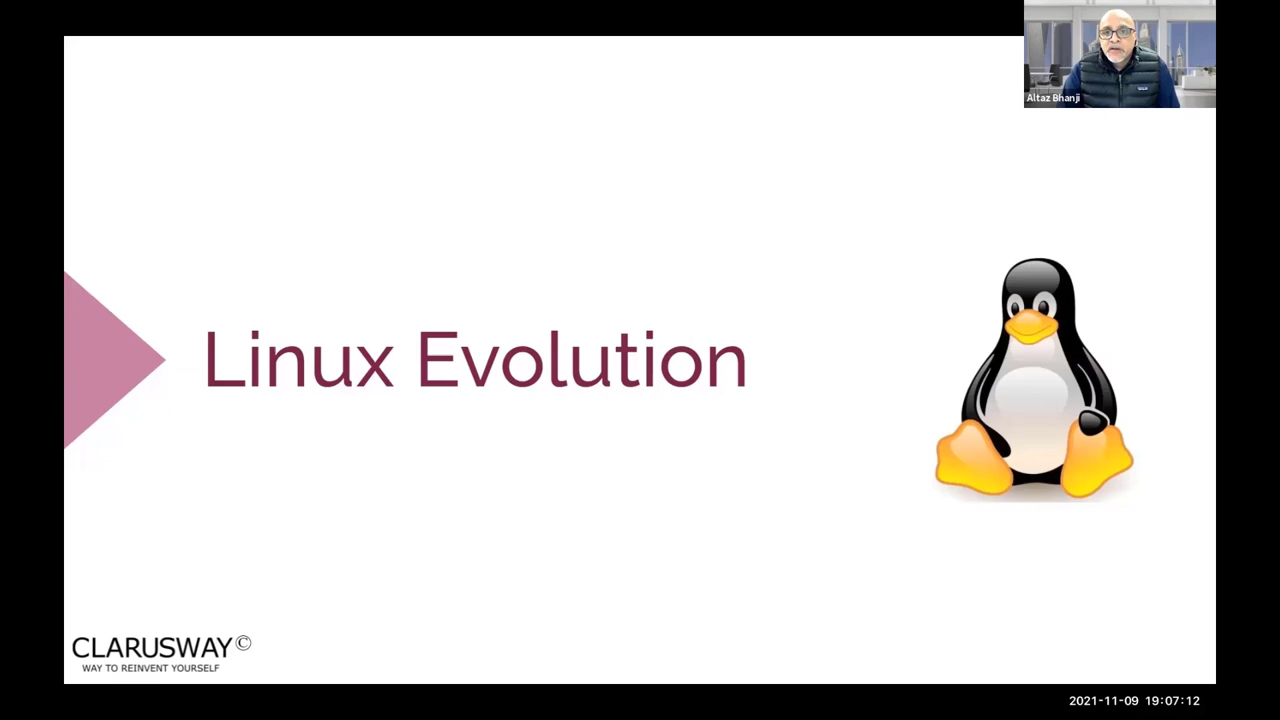 Altaz Bhanji
Linux Evolution
CLARUSWAY©
WAY TO REINVENT YOURSELF
2021-11-09 19:07:12